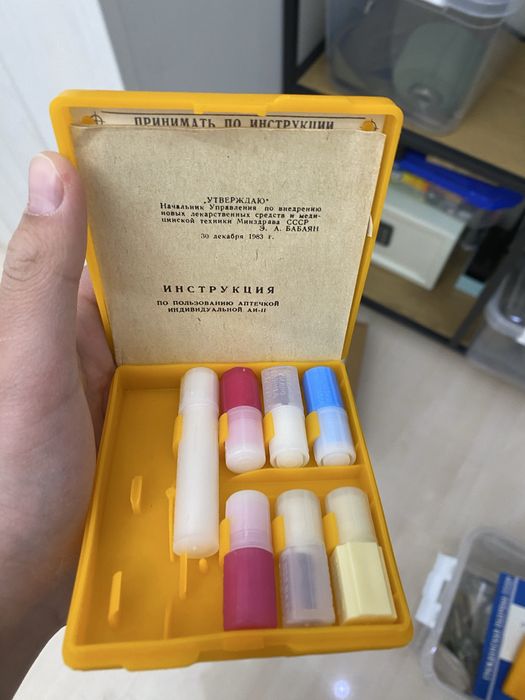 ПРИНИМАТЬ ПО ИНСТРУКЦИИ
„УТВЕРЖДАЮ“
Начальник Управления по внедрению
новых лекарственных средств и меди-
цинской техники Минздрава СССР
Э. А. БАБАЯН
30 декабря 1983 г.
ИНСТРУКЦИЯ
ПО ПОЛЬЗОВАНИЮ АПТЕЧКОЙ
ИНДИВИДУАЛЬНОЙ АИ-II